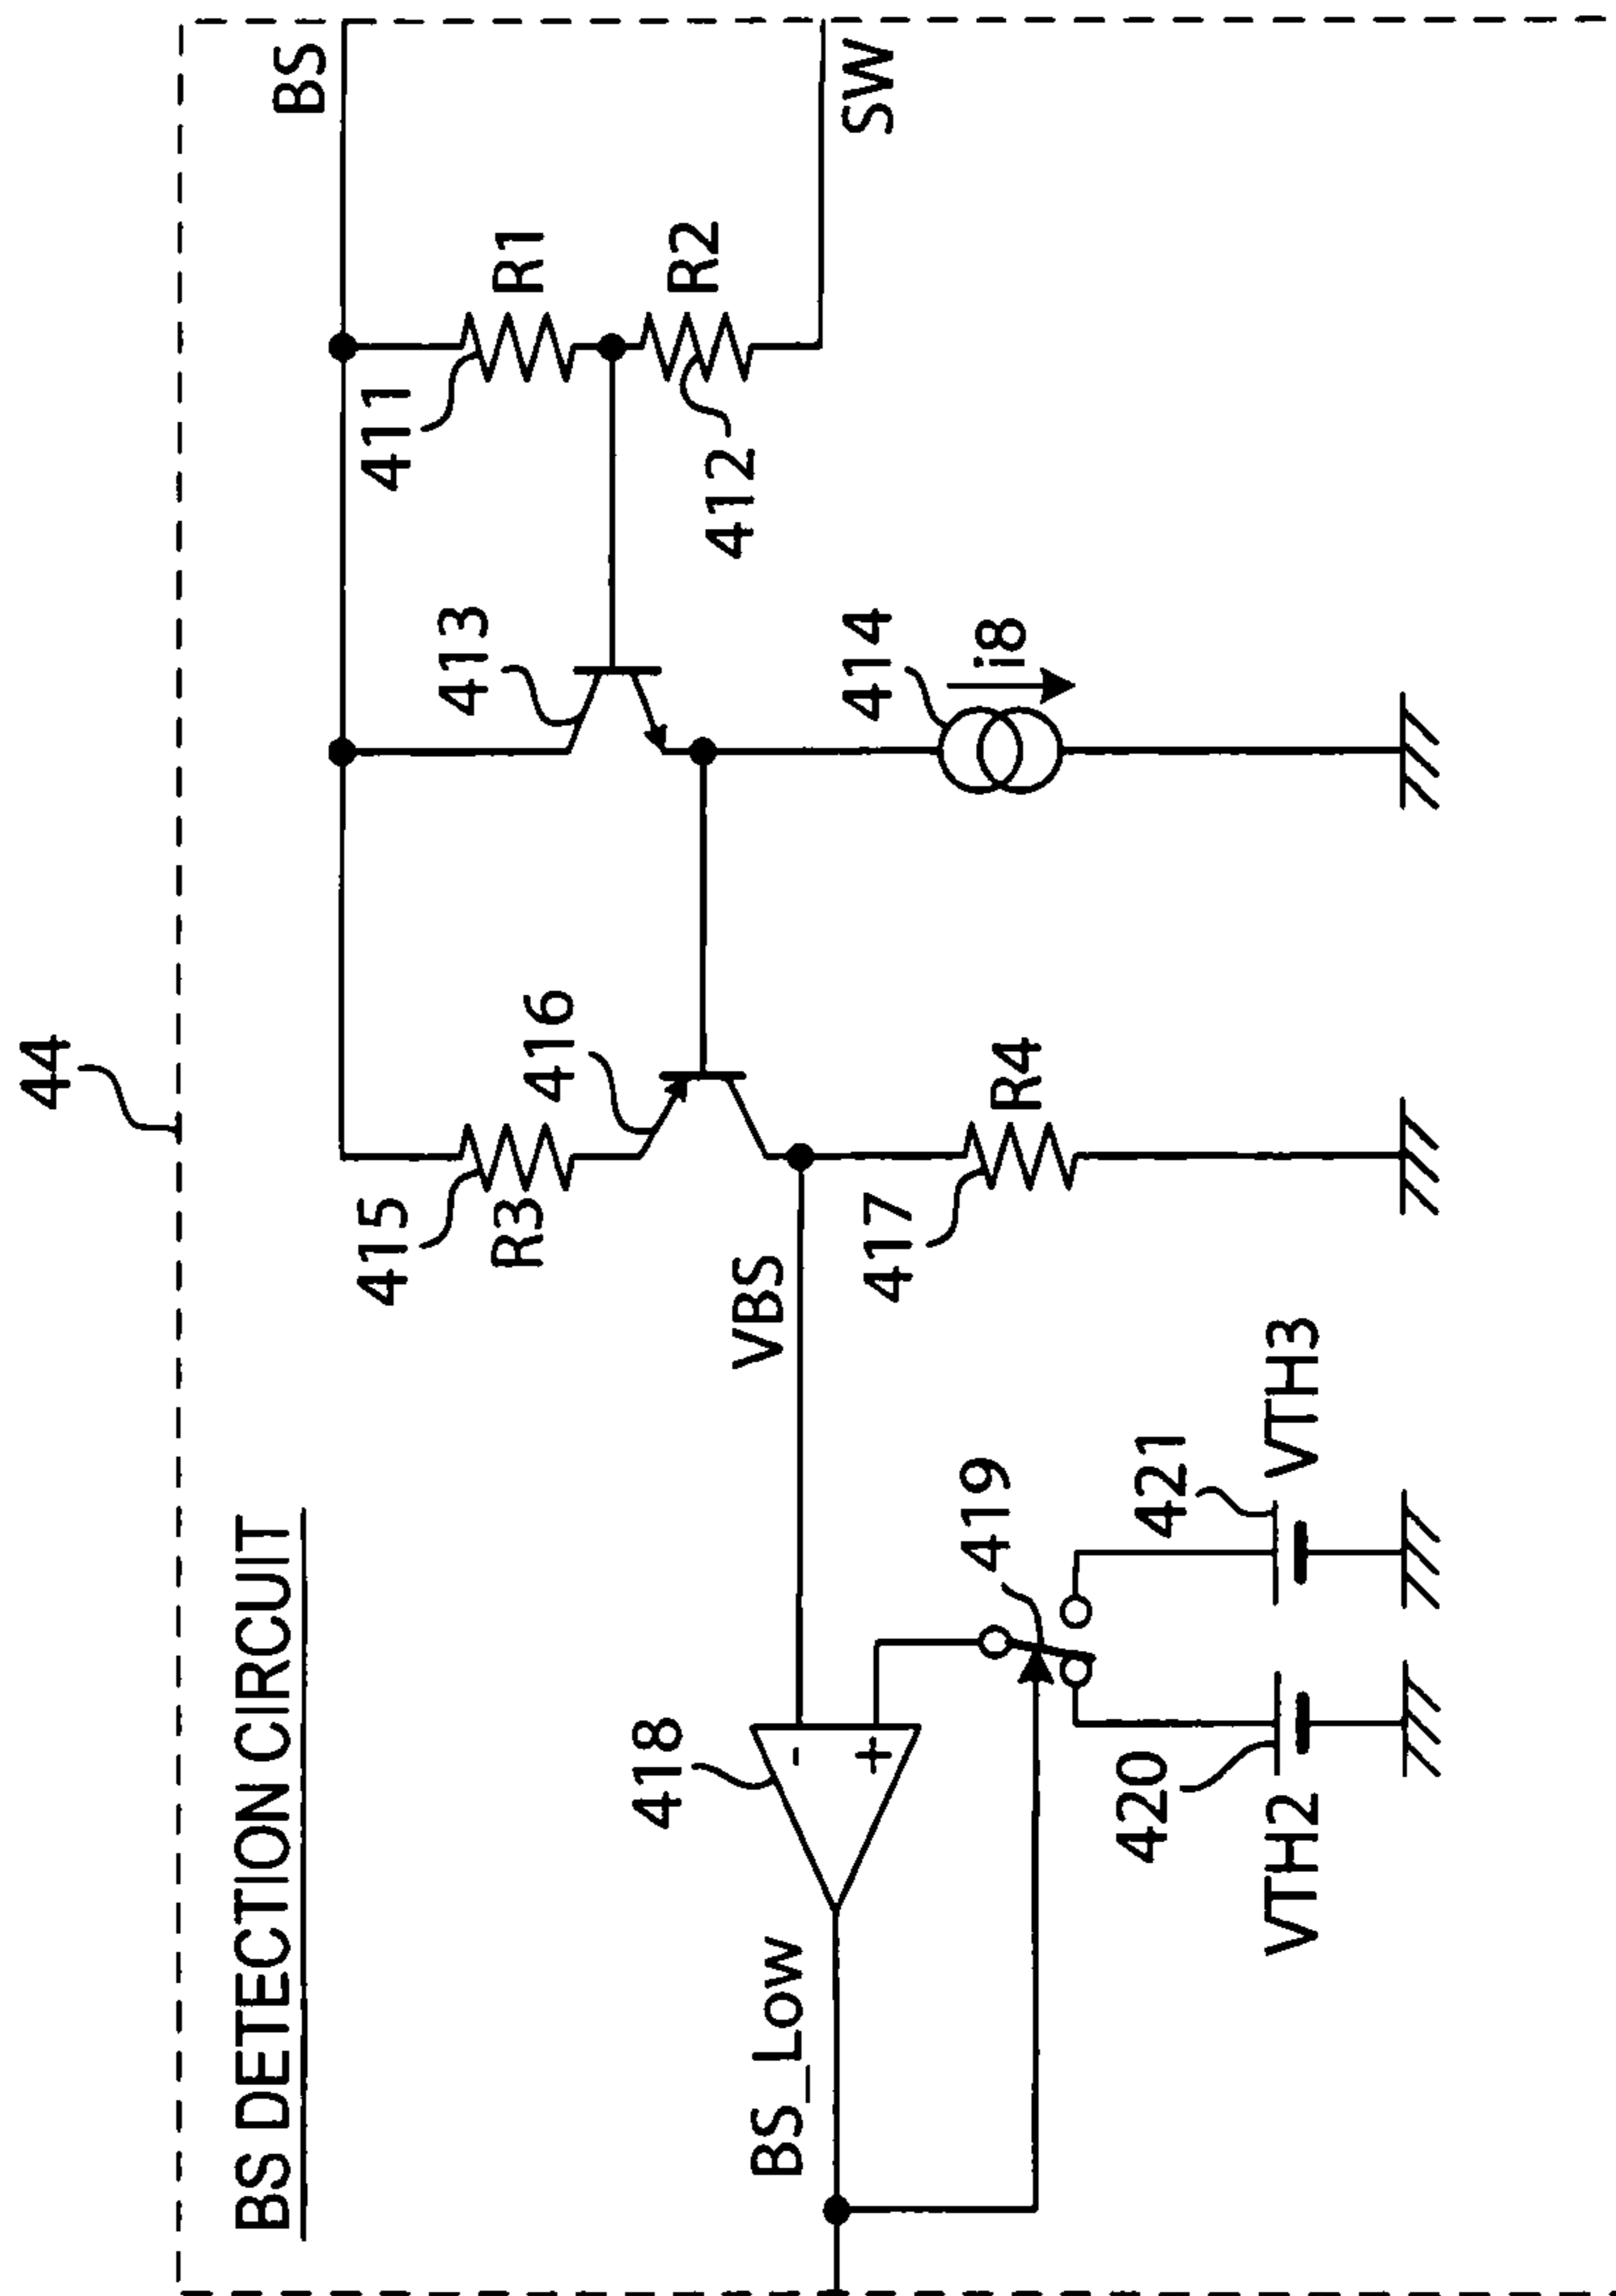 44
BS DETECTION CIRCUIT
BS
411
R1
R2
412
SW
413
414
i8
415
R3
416
R4
417
VBS
418
419
421
VTH3
420
VTH2
BS_Low